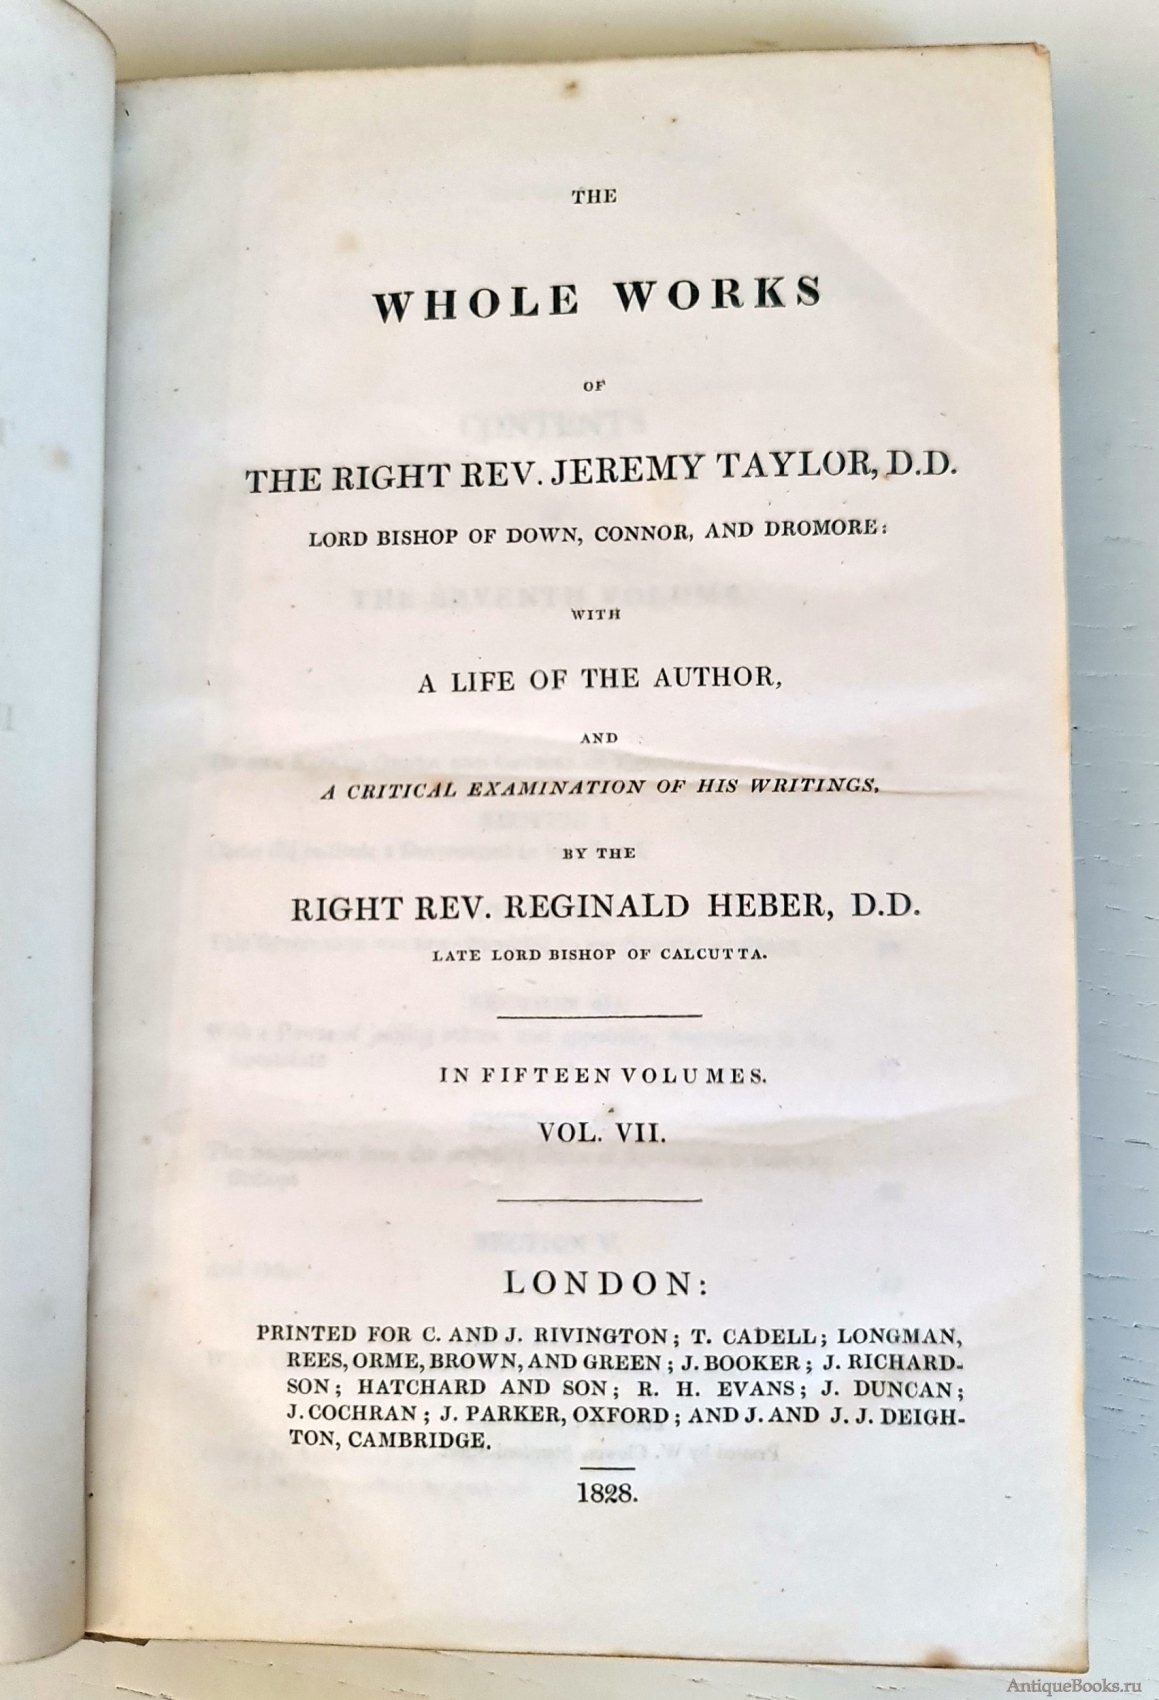 THE
WHOLE WORKS
OF
THE RIGHT REV. JEREMY TAYLOR, D.D.
LORD BISHOP OF DOWN, CONNOR, AND DROMORE:
WITH
A LIFE OF THE AUTHOR,
AND
A CRITICAL EXAMINATION OF HIS WRITINGS,
BY THE
RIGHT REV. REGINALD HEBER, D.D.
LATE LORD BISHOP OF CALCUTTA.
IN FIFTEEN VOLUMES.
VOL. VII.
LONDON:
PRINTED FOR C. AND J. RIVINGTON; T. CADELL; LONGMAN,
REES, ORME, BROWN, AND GREEN; J. BOOKER; J. RICHARD-
SON; HATCHARD AND SON; R. H. EVANS; J. DUNCAN;
J. COCHRAN; J. PARKER, OXFORD; AND J. AND J. J. DEIGH-
TON, CAMBRIDGE.
1828.
AntiqueBooks.ru